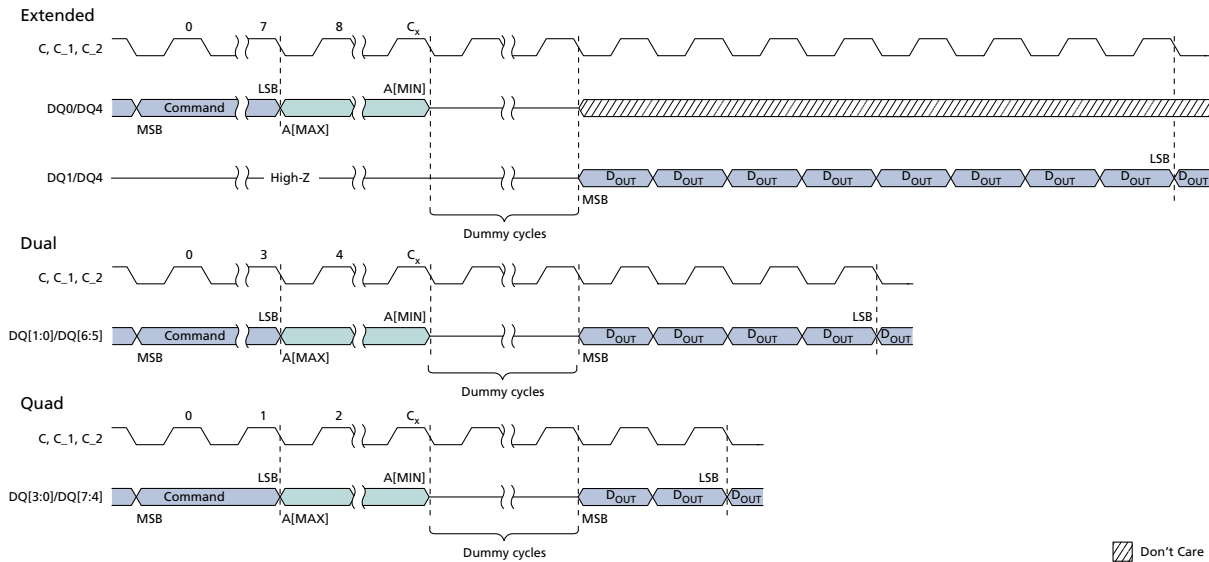 Extended
0 7 8 Cx
C, C_1, C_2
LSB A[MIN]
DQ0/DQ4 Command
MSB A[MAX]
LSB
DQ1/DQ4 High-Z DOUT DOUT DOUT DOUT DOUT DOUT DOUT DOUT DOUT
MSB
Dummy cycles
Dual
0 3 4 Cx
C, C_1, C_2
LSB A[MIN] LSB
DQ[1:0]/DQ[6:5] Command DOUT DOUT DOUT DOUT DOUT
MSB A[MAX] MSB
Dummy cycles
Quad
0 1 2 Cx
C, C_1, C_2
LSB A[MIN] LSB
DQ[3:0]/DQ[7:4] Command DOUT DOUT DOUT
MSB A[MAX] MSB
Dummy cycles
Don't Care